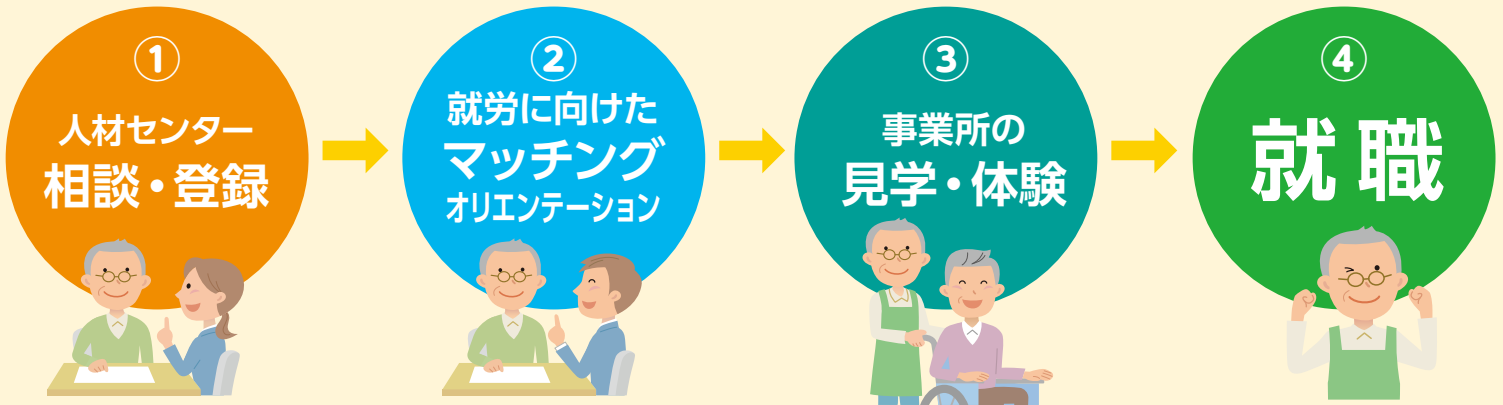 ①
人材センター
相談・登録
②
就労に向けた
マッチング
オリエンテーション
③
事業所の
見学・体験
④
就職